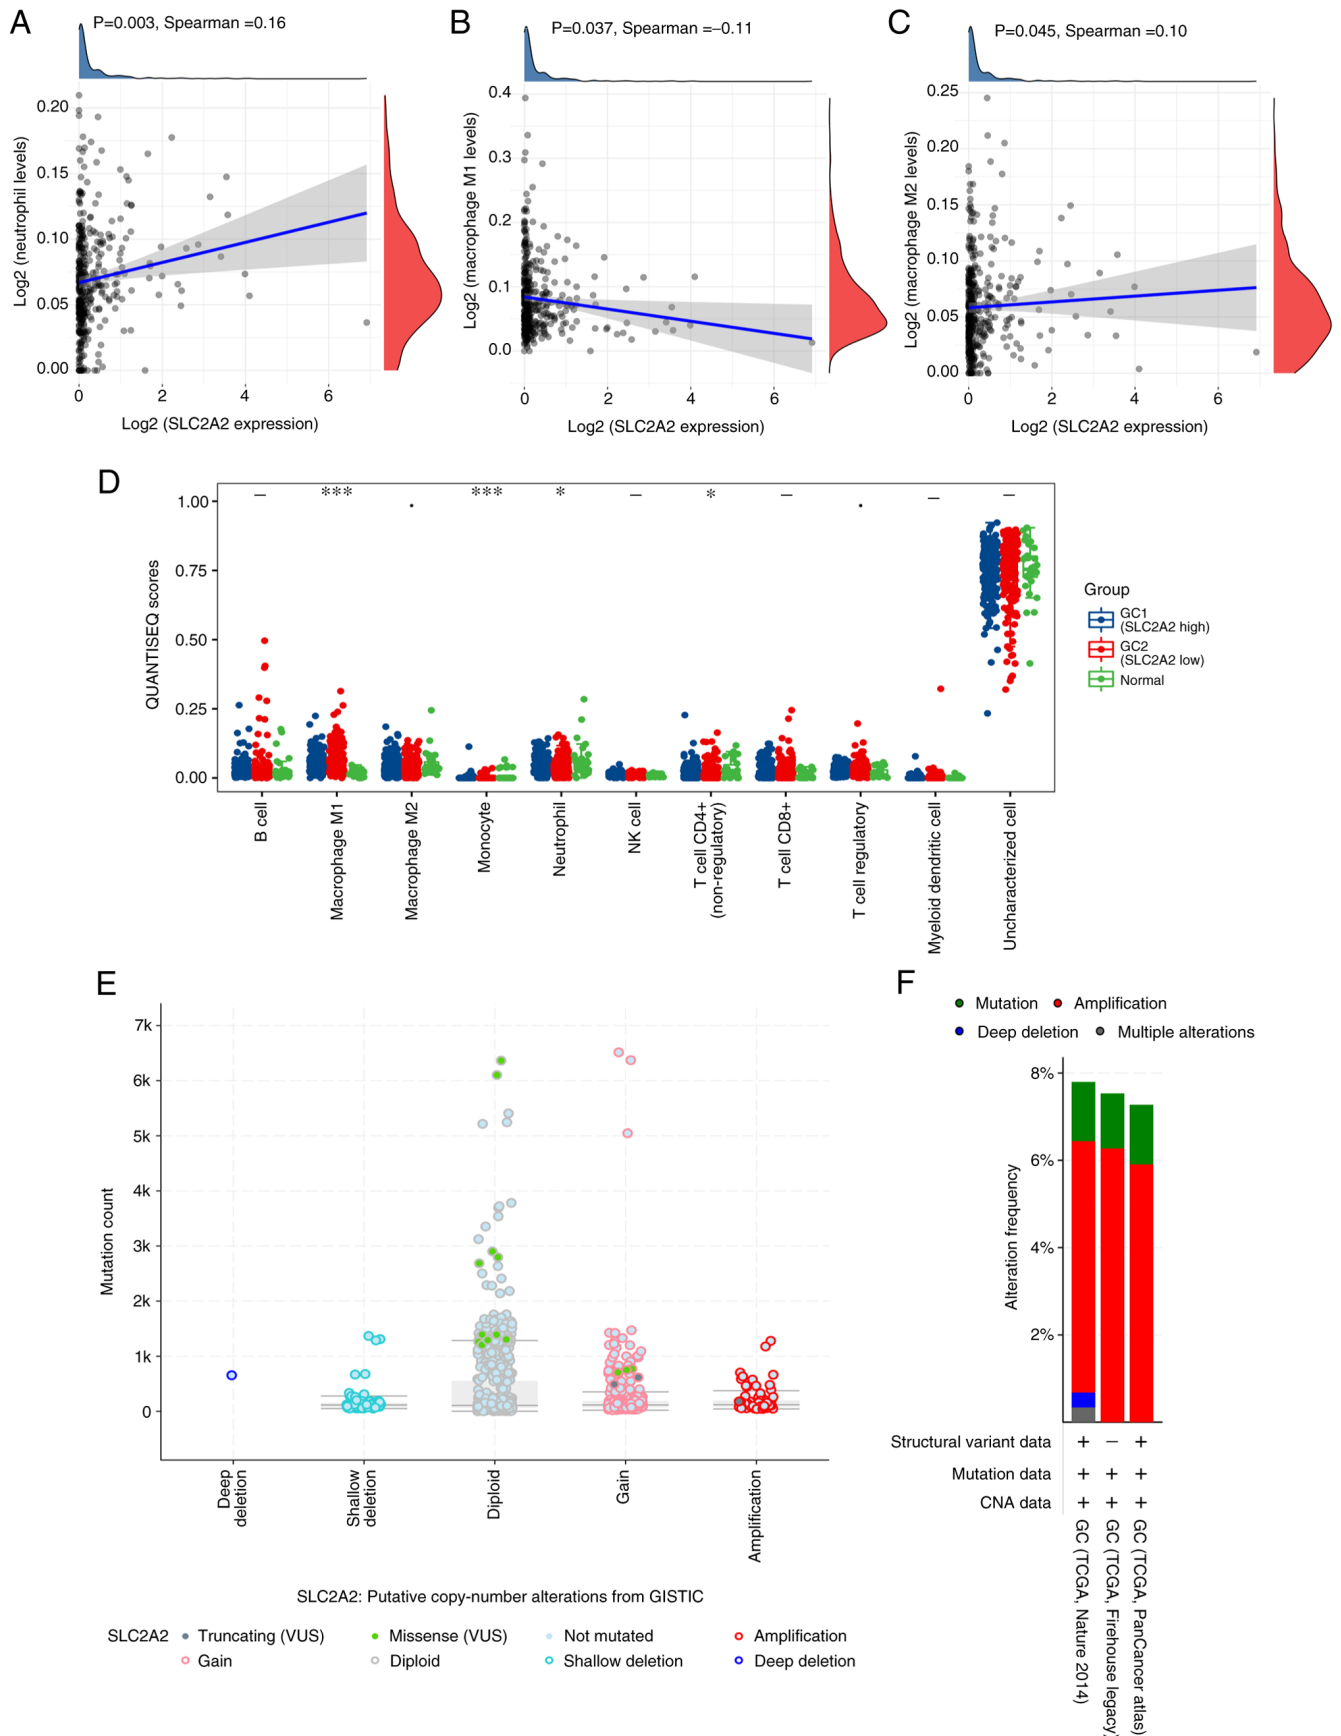 A
P=0.003, Spearman =0.16
Log2 (neutrophil levels)
0.20
0.15
0.10
0.05
0.00
0 2 4 6
Log2 (SLC2A2 expression)
B
P=0.037, Spearman =−0.11
Log2 (macrophage M1 levels)
0.4
0.3
0.2
0.1
0.0
0 2 4 6
Log2 (SLC2A2 expression)
C
P=0.045, Spearman =0.10
Log2 (macrophage M2 levels)
0.25
0.20
0.15
0.10
0.05
0.00
0 2 4 6
Log2 (SLC2A2 expression)
D
QUANTISEQ scores
1.00
0.75
0.50
0.25
0.00
– *** . *** * – * – . – –
B cell
Macrophage M1
Macrophage M2
Monocyte
Neutrophil
NK cell
T cell CD4+
(non-regulatory)
T cell CD8+
T cell regulatory
Myeloid dendritic cell
Uncharacterized cell
Group
GC1
(SLC2A2 high)
GC2
(SLC2A2 low)
Normal
E
Mutation count
7k
6k
5k
4k
3k
2k
1k
0
Deep
deletion
Shallow
deletion
Diploid
Gain
Amplification
SLC2A2: Putative copy-number alterations from GISTIC
SLC2A2 Truncating (VUS) Missense (VUS) Not mutated Amplification
Gain Diploid Shallow deletion Deep deletion
F
Mutation Amplification
Deep deletion Multiple alterations
Alteration frequency
8%
6%
4%
2%
Structural variant data + – +
Mutation data + + +
CNA data + + +
GC (TCGA, Nature 2014)
GC (TCGA, Firehouse legacy)
GC (TCGA, PanCancer atlas)